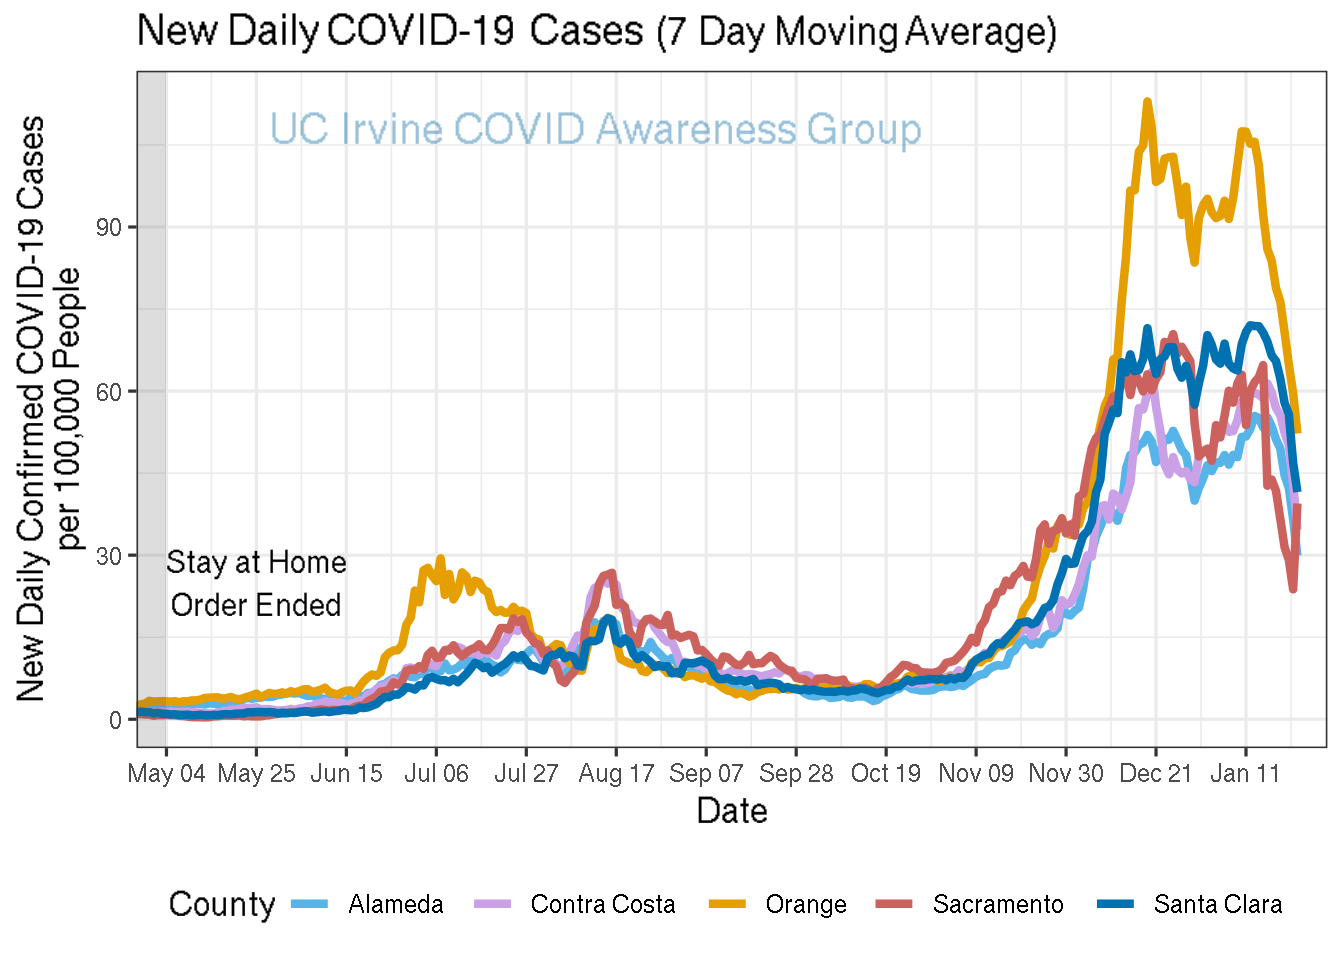 New Daily COVID-19 Cases (7 Day Moving Average)
UC Irvine COVID Awareness Group
New Daily Confirmed COVID-19 Cases
per 100,000 People
90
60
30
0
Stay at Home
Order Ended
May 04 May 25 Jun 15 Jul 06 Jul 27 Aug 17 Sep 07 Sep 28 Oct 19 Nov 09 Nov 30 Dec 21 Jan 11
Date
County Alameda Contra Costa Orange Sacramento Santa Clara